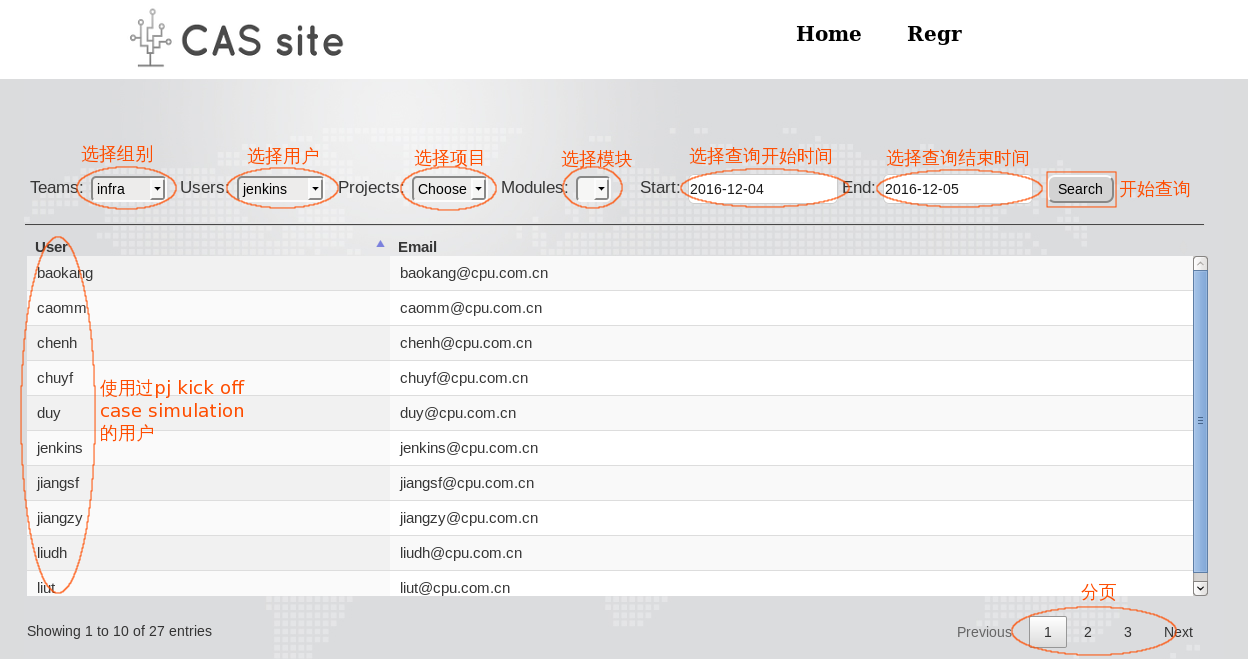 CAS site
Home Regr
选择组别 选择用户 选择项目 选择模块 选择查询开始时间 选择查询结束时间
Teams: infra Users: jenkins Projects: Choose Modules: Start: 2016-12-04 End: 2016-12-05 Search 开始查询
User Email
baokang baokang@cpu.com.cn
caomm caomm@cpu.com.cn
chenh chenh@cpu.com.cn
chuyf chuyf@cpu.com.cn
使用过pj kick off
case simulation
的用户
duy duy@cpu.com.cn
jenkins jenkins@cpu.com.cn
jiangsf jiangsf@cpu.com.cn
jiangzy jiangzy@cpu.com.cn
liudh liudh@cpu.com.cn
liut liut@cpu.com.cn
分页
Showing 1 to 10 of 27 entries Previous 1 2 3 Next